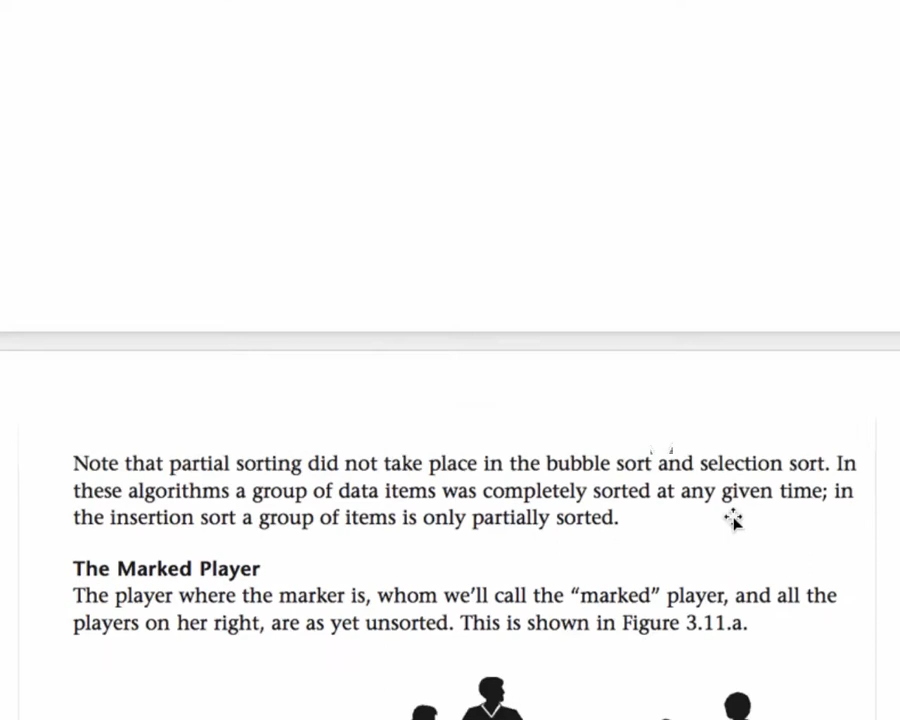 Note that partial sorting did not take place in the bubble sort and selection sort. In
these algorithms a group of data items was completely sorted at any given time; in
the insertion sort a group of items is only partially sorted.
The Marked Player
The player where the marker is, whom we’ll call the “marked” player, and all the
players on her right, are as yet unsorted. This is shown in Figure 3.11.a.